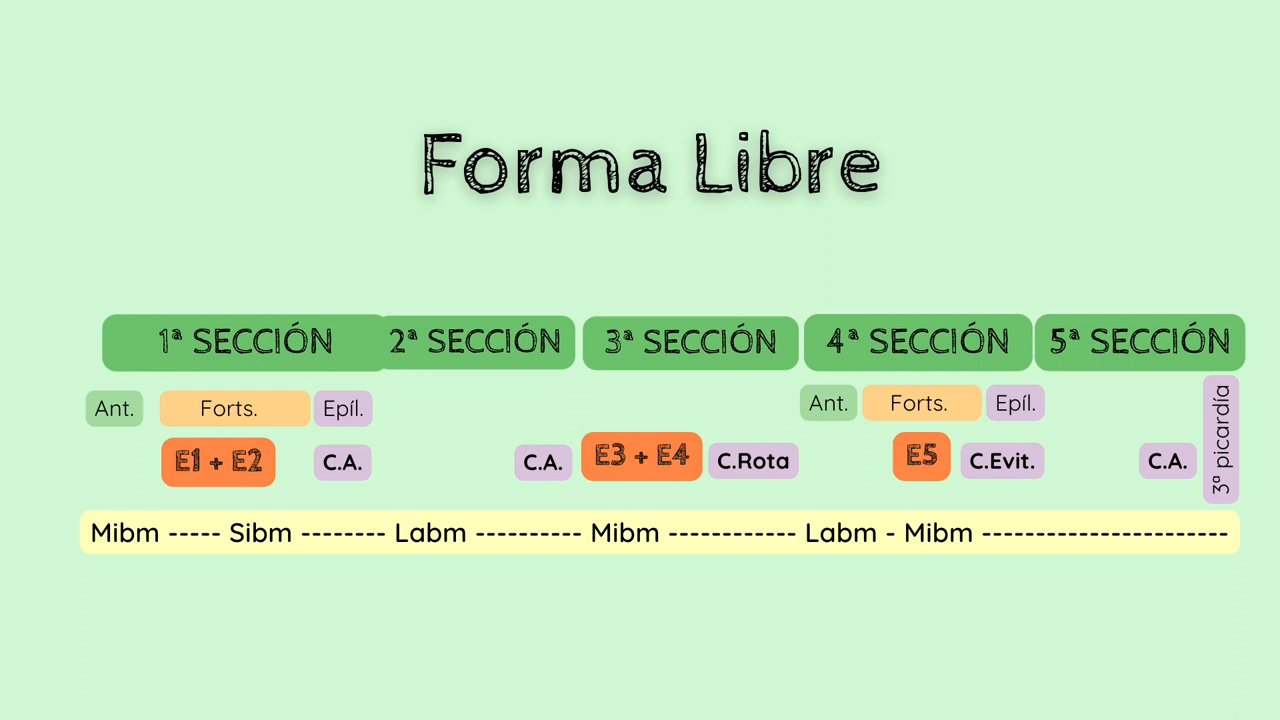 Forma Libre
1ª SECCIÓN 2ª SECCIÓN 3ª SECCIÓN 4ª SECCIÓN 5ª SECCIÓN
Ant. Forts. Epíl. Ant. Forts. Epíl.
E1 + E2 C.A. C.A. E3 + E4 C.Rota E5 C.Evit. C.A.
3ª picardía
Mibm ----- Sibm -------- Labm ---------- Mibm ------------ Labm - Mibm -----------------------